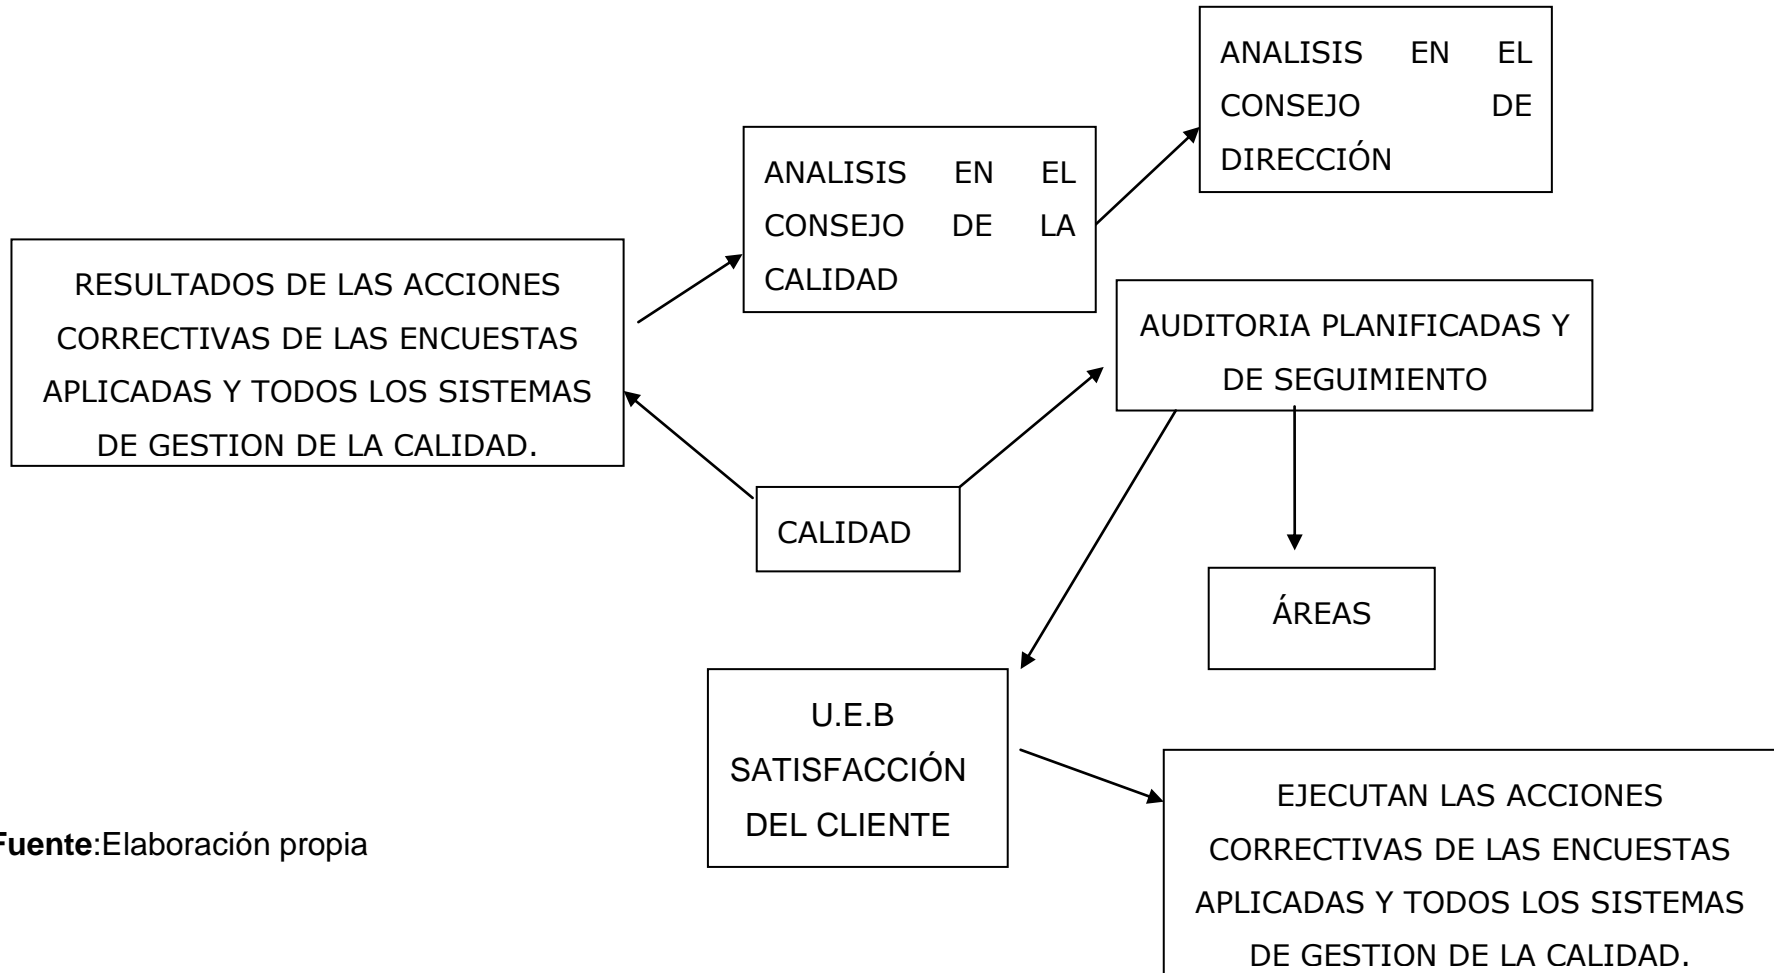 ANALISIS EN EL
CONSEJO DE
DIRECCIÓN
ANALISIS EN EL
CONSEJO DE LA
CALIDAD
RESULTADOS DE LAS ACCIONES
CORRECTIVAS DE LAS ENCUESTAS
APLICADAS Y TODOS LOS SISTEMAS
DE GESTION DE LA CALIDAD.
AUDITORIA PLANIFICADAS Y
DE SEGUIMIENTO
CALIDAD
ÁREAS
U.E.B
SATISFACCIÓN
DEL CLIENTE
EJECUTAN LAS ACCIONES
CORRECTIVAS DE LAS ENCUESTAS
APLICADAS Y TODOS LOS SISTEMAS
DE GESTION DE LA CALIDAD.
Fuente:Elaboración propia